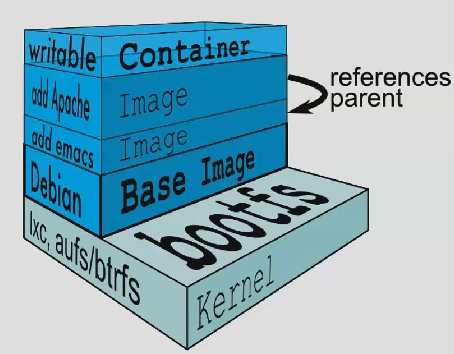 writable Container
add Apache Image
add emacs Image
Debian Base Image
references
parent
bootfs
lxc, aufs/btrfs
Kernel